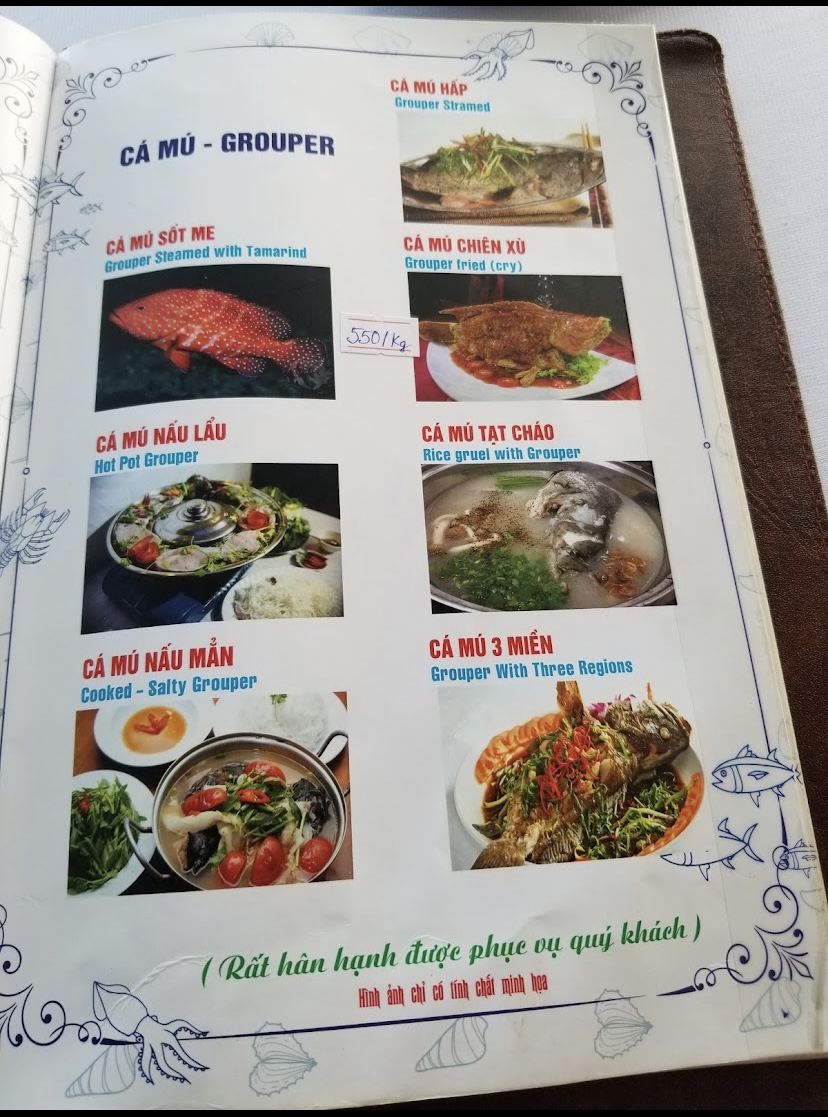 CÁ MÚ - GROUPER
CÁ MÚ HẤP
Grouper Stramed
CÁ MÚ SỐT ME
Grouper Steamed with Tamarind
CÁ MÚ CHIÊN XÙ
Grouper fried (cry)
550/kg
CÁ MÚ NẤU LẨU
Hot Pot Grouper
CÁ MÚ TẠT CHÁO
Rice gruel with Grouper
CÁ MÚ NẤU MẲN
Cooked - Salty Grouper
CÁ MÚ 3 MIỀN
Grouper With Three Regions
( Rất hân hạnh được phục vụ quý khách )
Hình ảnh chỉ có tính chất minh họa